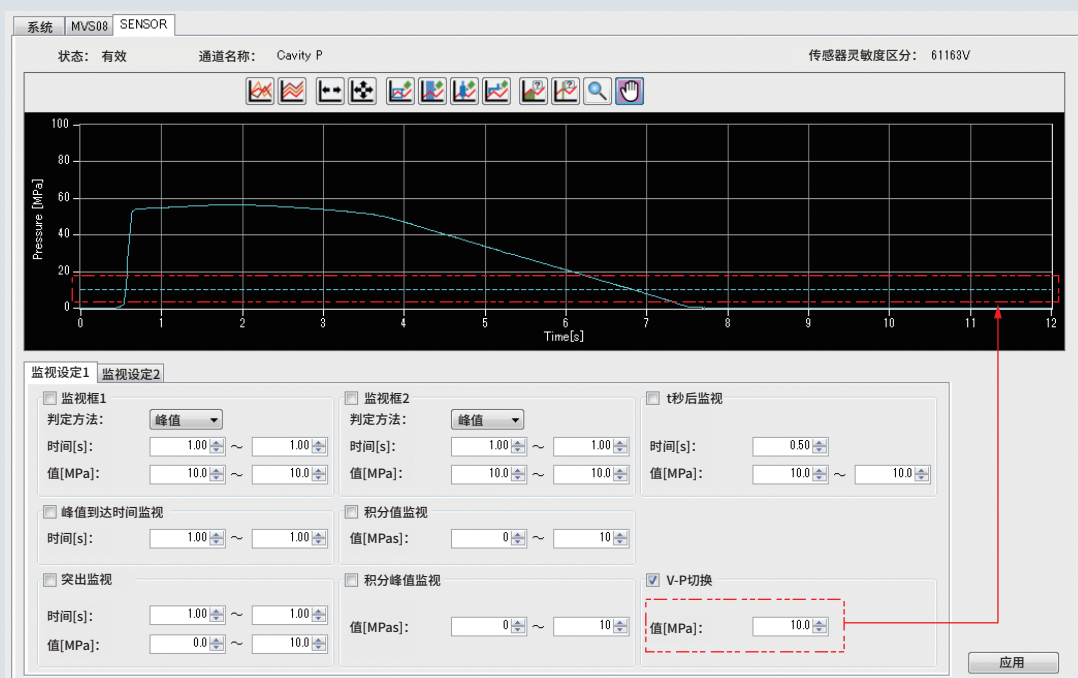 系统 MVS08 SENSOR
状态： 有效 通道名称： Cavity P 传感器灵敏度区分： 61163V
100
80
60
40
20
0
Pressure [MPa]
0 1 2 3 4 5 6 7 8 9 10 11 12
Time[s]
监视设定1 监视设定2
监视框1
判定方法： 峰值
时间[s]： 1.00 ～ 1.00
值[MPa]： 10.0 ～ 10.0
监视框2
判定方法： 峰值
时间[s]： 1.00 ～ 1.00
值[MPa]： 10.0 ～ 10.0
t秒后监视
时间[s]： 0.50
值[MPa]： 10.0 ～ 10.0
峰值到达时间监视
时间[s]： 1.00 ～ 1.00
积分值监视
值[MPas]： 0 ～ 10
突出监视
时间[s]： 1.00 ～ 1.00
值[MPa]： 0.0 ～ 10.0
积分峰值监视
值[MPas]： 0 ～ 10
V-P切换
值[MPa]： 10.0
应用